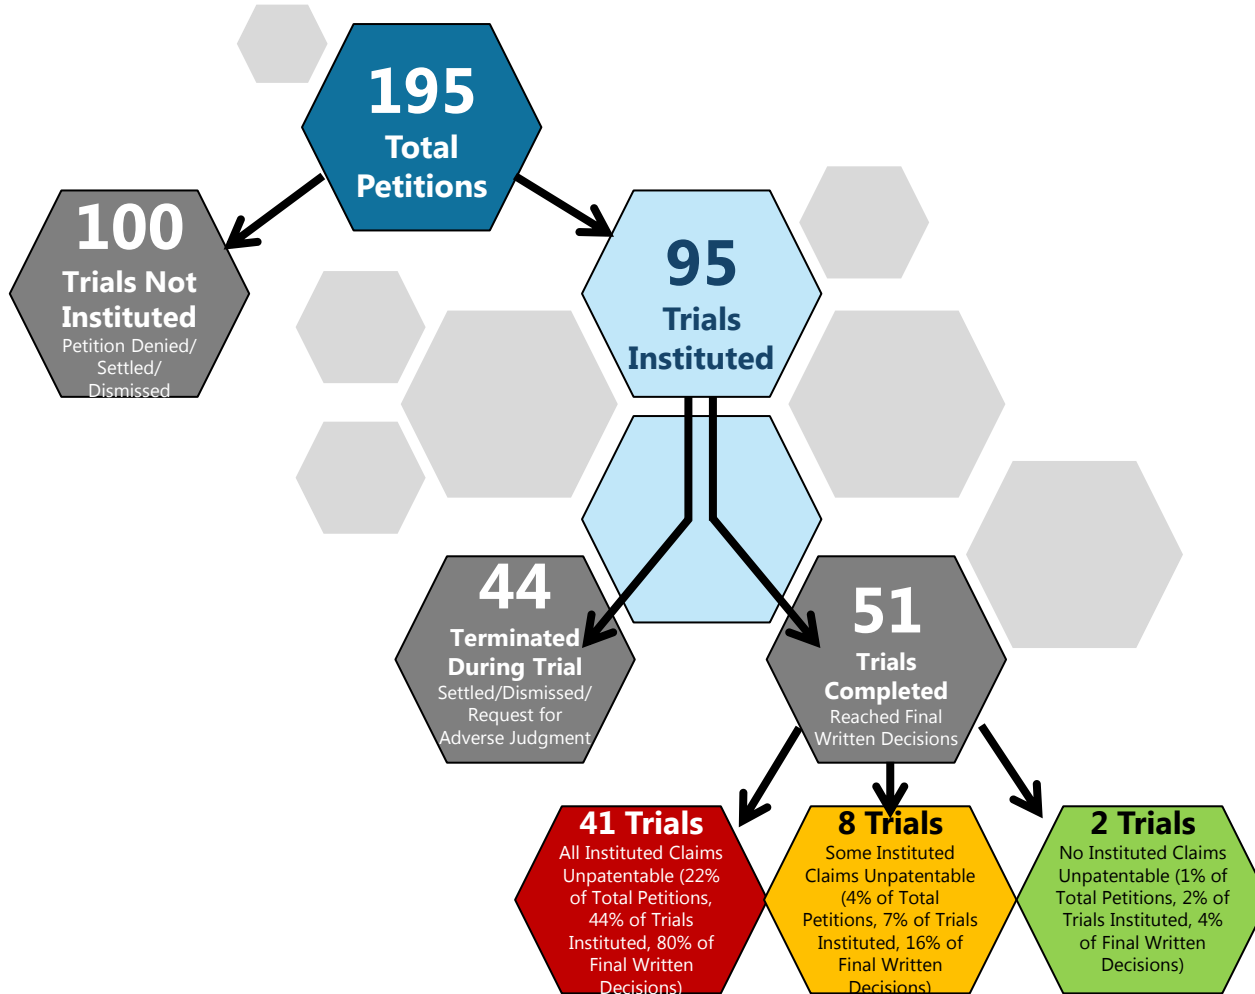 195
Total
Petitions
100
Trials Not
Instituted
Petition Denied/
Settled/
Dismissed
95
Trials
Instituted
44
Terminated
During Trial
Settled/Dismissed/
Request for
Adverse Judgment
51
Trials
Completed
Reached Final
Written Decisions
41 Trials
All Instituted Claims
Unpatentable (22%
of Total Petitions,
44% of Trials
Instituted, 80% of
Final Written
Decisions)
8 Trials
Some Instituted
Claims Unpatentable
(4% of Total
Petitions, 7% of Trials
Instituted, 16% of
Final Written
Decisions)
2 Trials
No Instituted Claims
Unpatentable (1% of
Total Petitions, 2% of
Trials Instituted, 4%
of Final Written
Decisions)